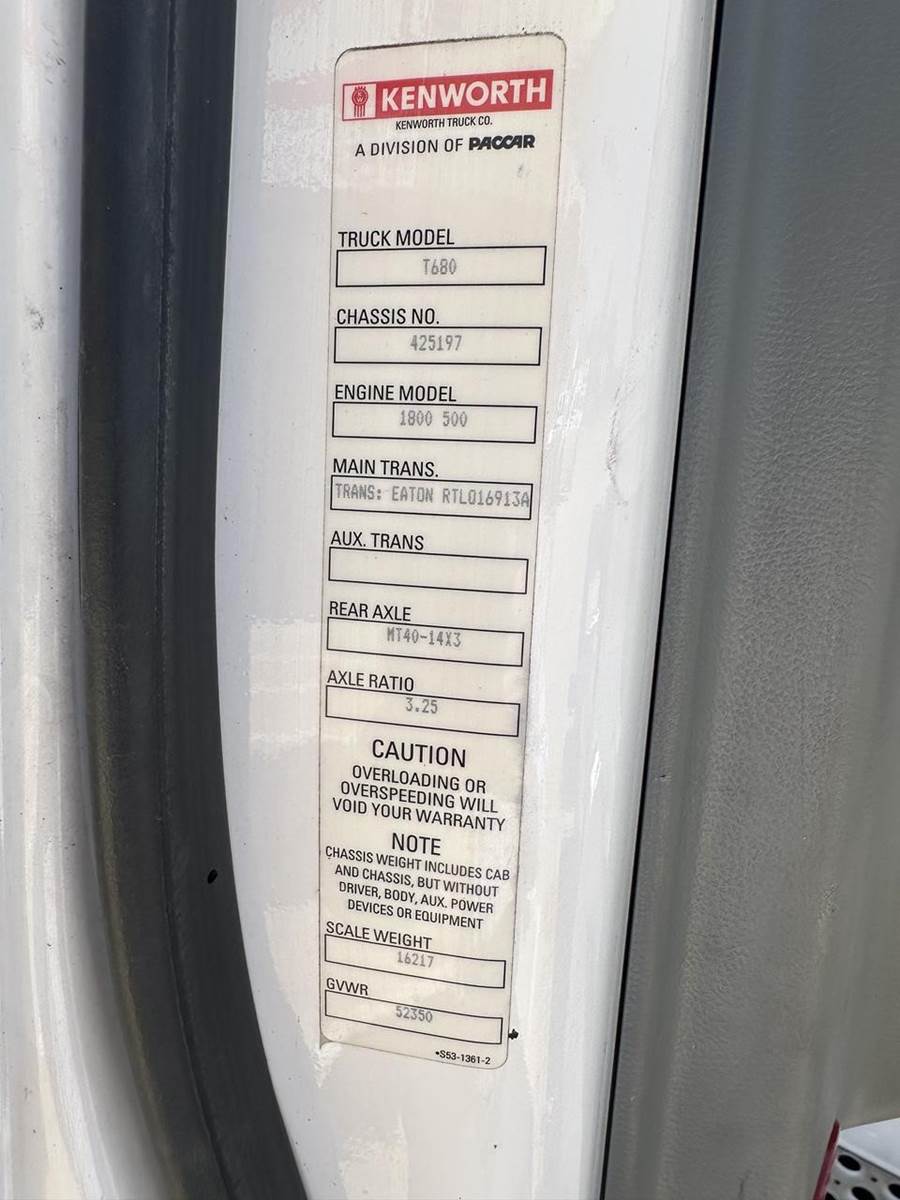 KENWORTH
KENWORTH TRUCK CO.
A DIVISION OF PACCAR
TRUCK MODEL
T680
CHASSIS NO.
425197
ENGINE MODEL
1800 500
MAIN TRANS.
TRANS: EATON RTLO16913A
AUX. TRANS
REAR AXLE
MT40-14X3
AXLE RATIO
3.25
CAUTION
OVERLOADING OR
OVERSPEEDING WILL
VOID YOUR WARRANTY
NOTE
CHASSIS WEIGHT INCLUDES CAB
AND CHASSIS, BUT WITHOUT
DRIVER, BODY, AUX. POWER
DEVICES OR EQUIPMENT
SCALE WEIGHT
16217
GVWR
52350
•S53-1361-2